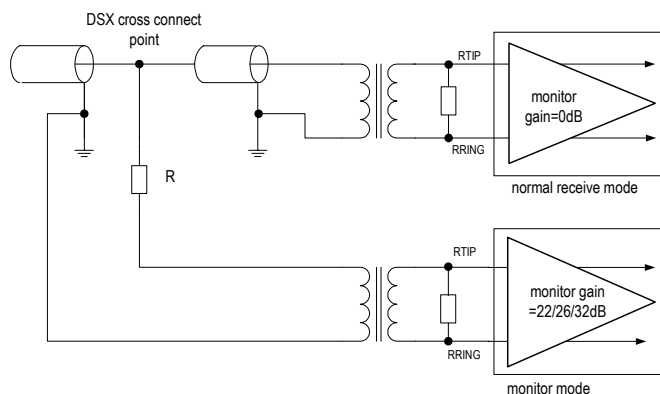 DSX cross connect
point
RTIP
monitor
gain=0dB
RRING
normal receive mode
R
RTIP
monitor gain
=22/26/32dB
RRING
monitor mode